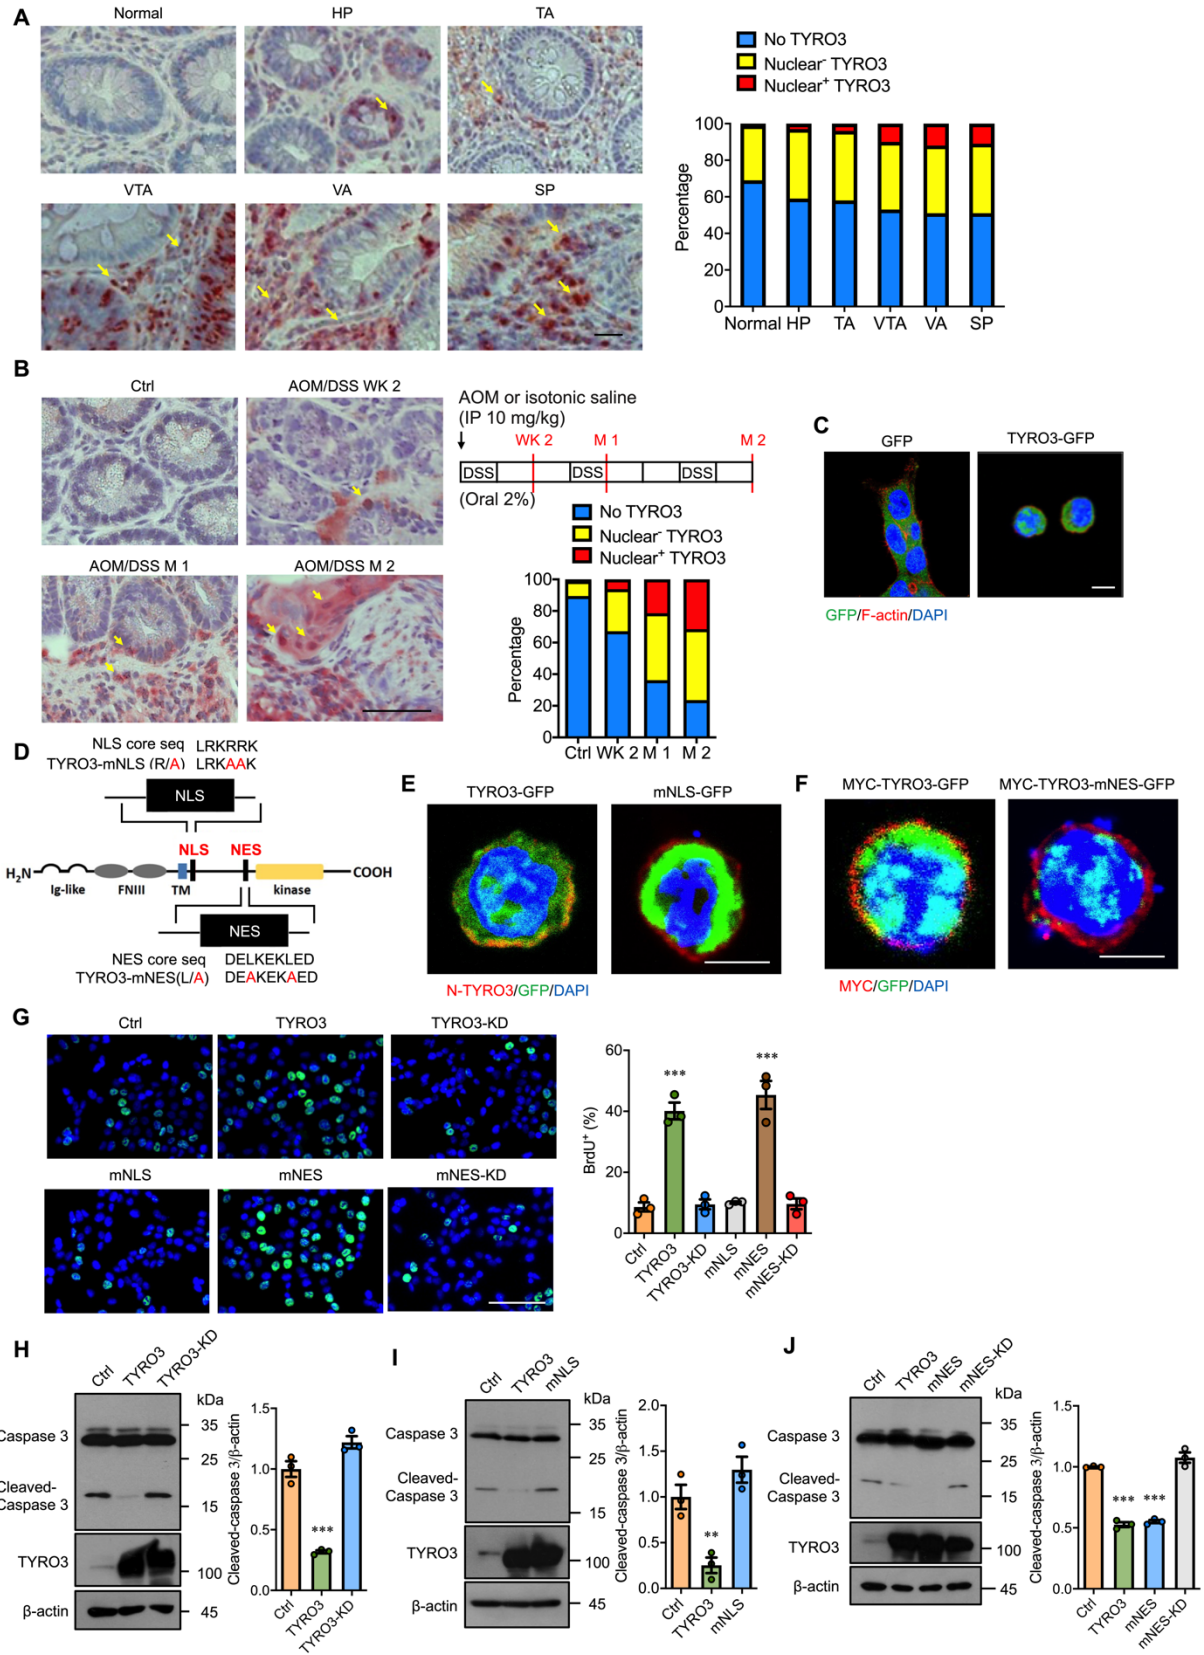 A
Normal
HP
TA
VTA
VA
SP
No TYRO3
Nuclear⁻ TYRO3
Nuclear⁺ TYRO3
Percentage
100
80
60
40
20
0
Normal HP TA VTA VA SP
B
Ctrl
AOM/DSS WK 2
AOM/DSS M 1
AOM/DSS M 2
AOM or isotonic saline
(IP 10 mg/kg)
WK 2 M 1 M 2
DSS DSS DSS
(Oral 2%)
No TYRO3
Nuclear⁻ TYRO3
Nuclear⁺ TYRO3
Percentage
100
80
60
40
20
0
Ctrl WK 2 M 1 M 2
C
GFP
TYRO3-GFP
GFP/F-actin/DAPI
D
NLS core seq LRKRRK
TYRO3-mNLS (R/A) LRKAAK
NLS
NLS NES
H₂N
COOH
Ig-like FNIII TM kinase
NES
NES core seq DELKEKLED
TYRO3-mNES(L/A) DEAKEKAED
E
TYRO3-GFP
mNLS-GFP
N-TYRO3/GFP/DAPI
F
MYC-TYRO3-GFP
MYC-TYRO3-mNES-GFP
MYC/GFP/DAPI
G
Ctrl
TYRO3
TYRO3-KD
mNLS
mNES
mNES-KD
BrdU⁺ (%)
60
40
20
0
***
***
Ctrl
TYRO3
TYRO3-KD
mNLS
mNES
mNES-KD
H
Ctrl
TYRO3
TYRO3-KD
kDa
Caspase 3
35
25
Cleaved-
Caspase 3
15
TYRO3
100
β-actin
45
Cleaved-caspase 3/β-actin
1.5
1.0
0.5
0.0
***
Ctrl
TYRO3
TYRO3-KD
I
Ctrl
TYRO3
mNLS
kDa
Caspase 3
35
25
Cleaved-
Caspase 3
15
TYRO3
100
β-actin
45
Cleaved-caspase 3/β-actin
2.0
1.5
1.0
0.5
0.0
**
Ctrl
TYRO3
mNLS
J
Ctrl
TYRO3
mNES
mNES-KD
kDa
Caspase 3
35
25
Cleaved-
Caspase 3
15
TYRO3
100
β-actin
45
Cleaved-caspase 3/β-actin
1.5
1.0
0.5
0.0
***
***
Ctrl
TYRO3
mNES
mNES-KD